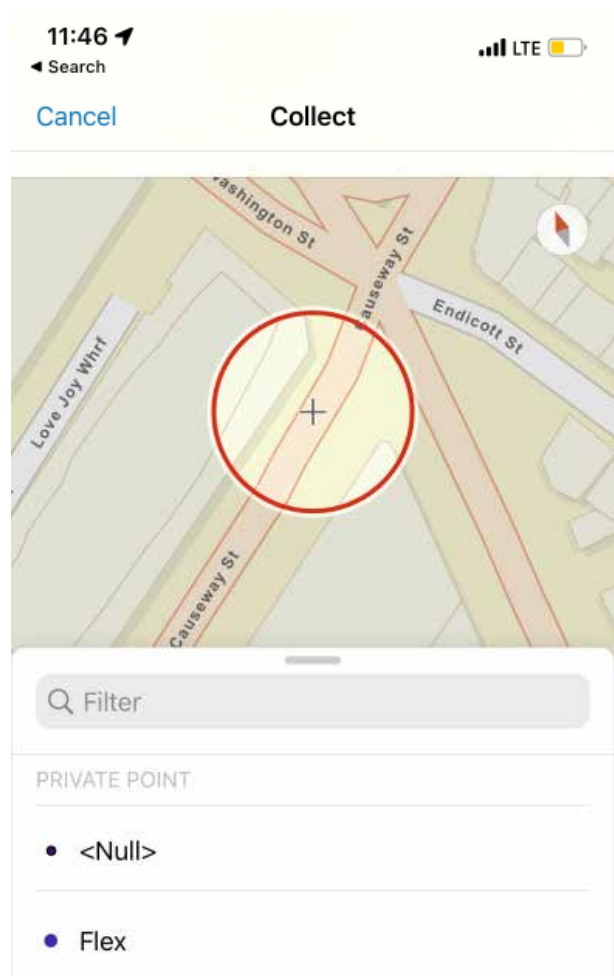 11:46
LTE
◀ Search
Cancel
Collect
Washington St
Causeway St
Endicott St
Love Joy Whrf
Causeway St
Filter
PRIVATE POINT
<Null>
Flex